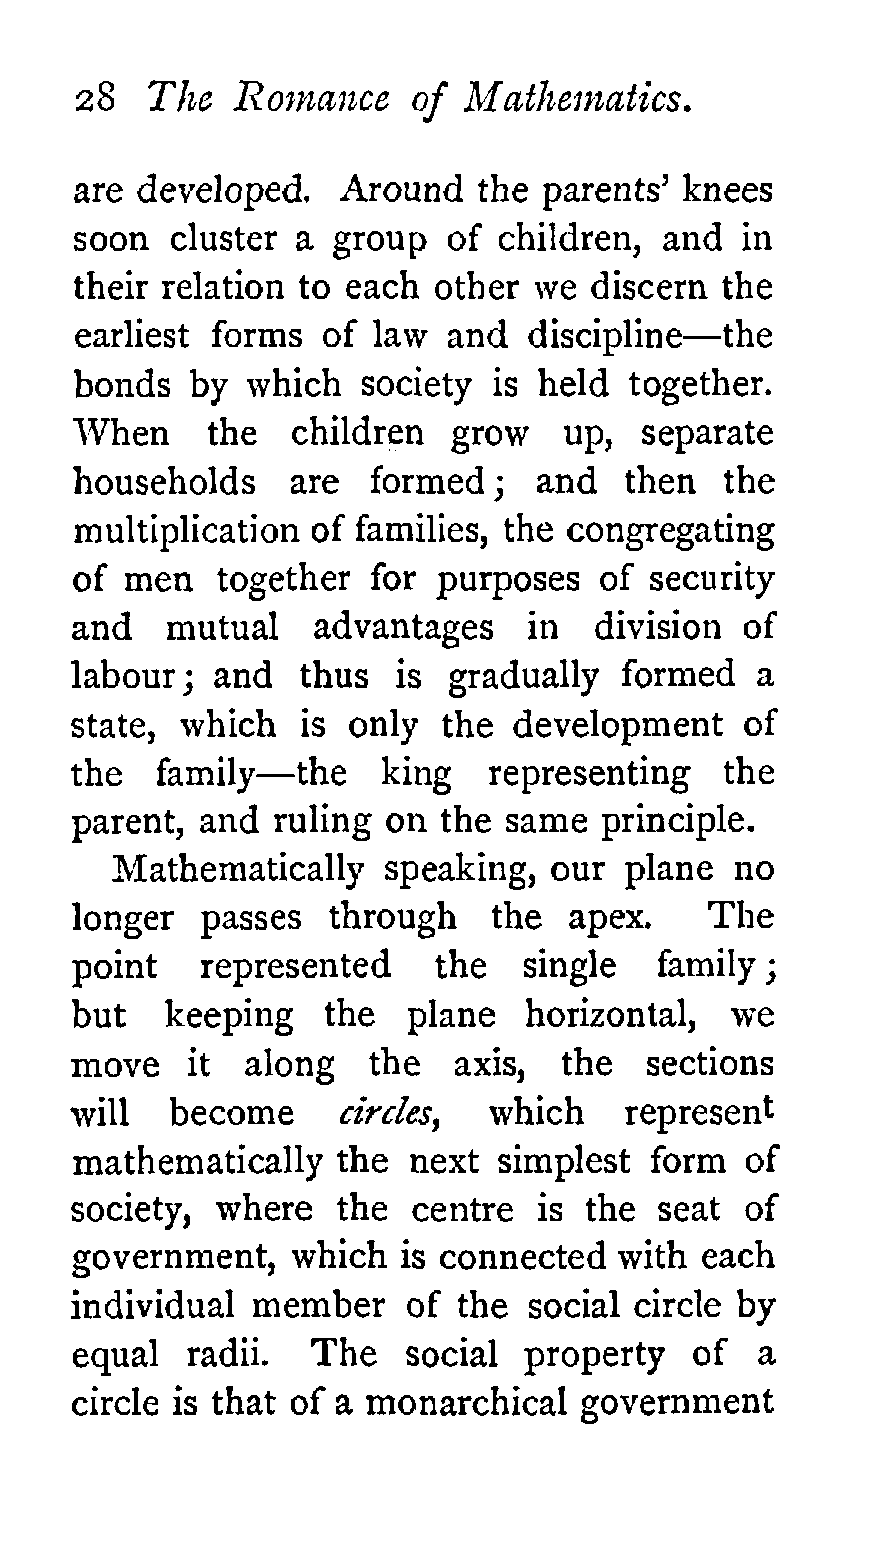 28 The Romance of Mathematics.
are developed. Around the parents' knees
soon cluster a group of children, and in
their relation to each other we discern the
earliest forms of law and discipline—the
bonds by which society is held together.
When the children grow up, separate
households are formed; and then the
multiplication of families, the congregating
of men together for purposes of security
and mutual advantages in division of
labour; and thus is gradually formed a
state, which is only the development of
the family—the king representing the
parent, and ruling on the same principle.
Mathematically speaking, our plane no
longer passes through the apex. The
point represented the single family;
but keeping the plane horizontal, we
move it along the axis, the sections
will become circles, which represent
mathematically the next simplest form of
society, where the centre is the seat of
government, which is connected with each
individual member of the social circle by
equal radii. The social property of a
circle is that of a monarchical government